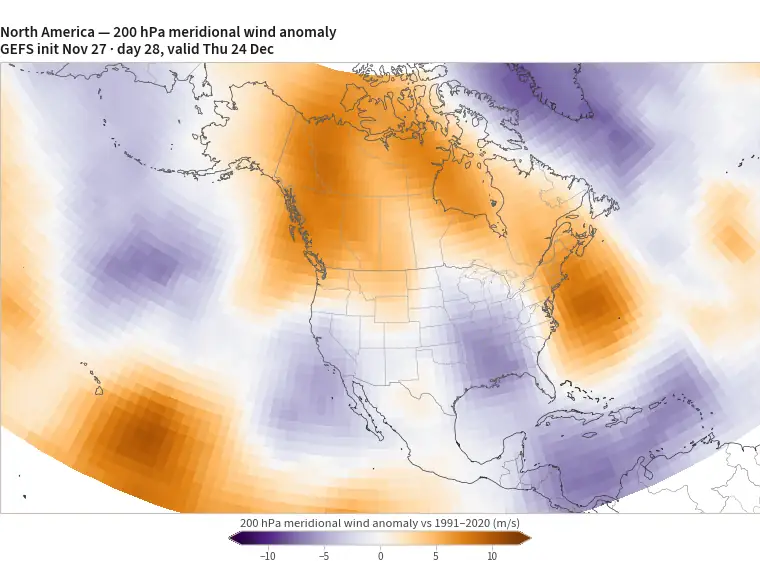 North America — 200 hPa meridional wind anomaly
GEFS init Nov 27 · day 28, valid Thu 24 Dec
200 hPa meridional wind anomaly vs 1991–2020 (m/s)
−10 −5 0 5 10